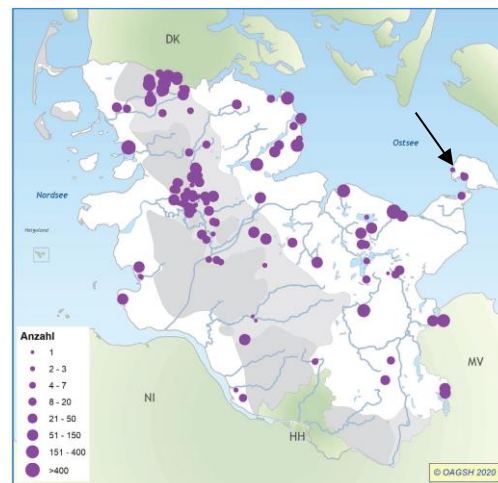 DK
Ostsee
Nordsee
Helgoland
Anzahl
1
2 - 3
4 - 7
8 - 20
21 - 50
51 - 150
151 - 400
>400
NI
HH
MV
© OAGSH 2020